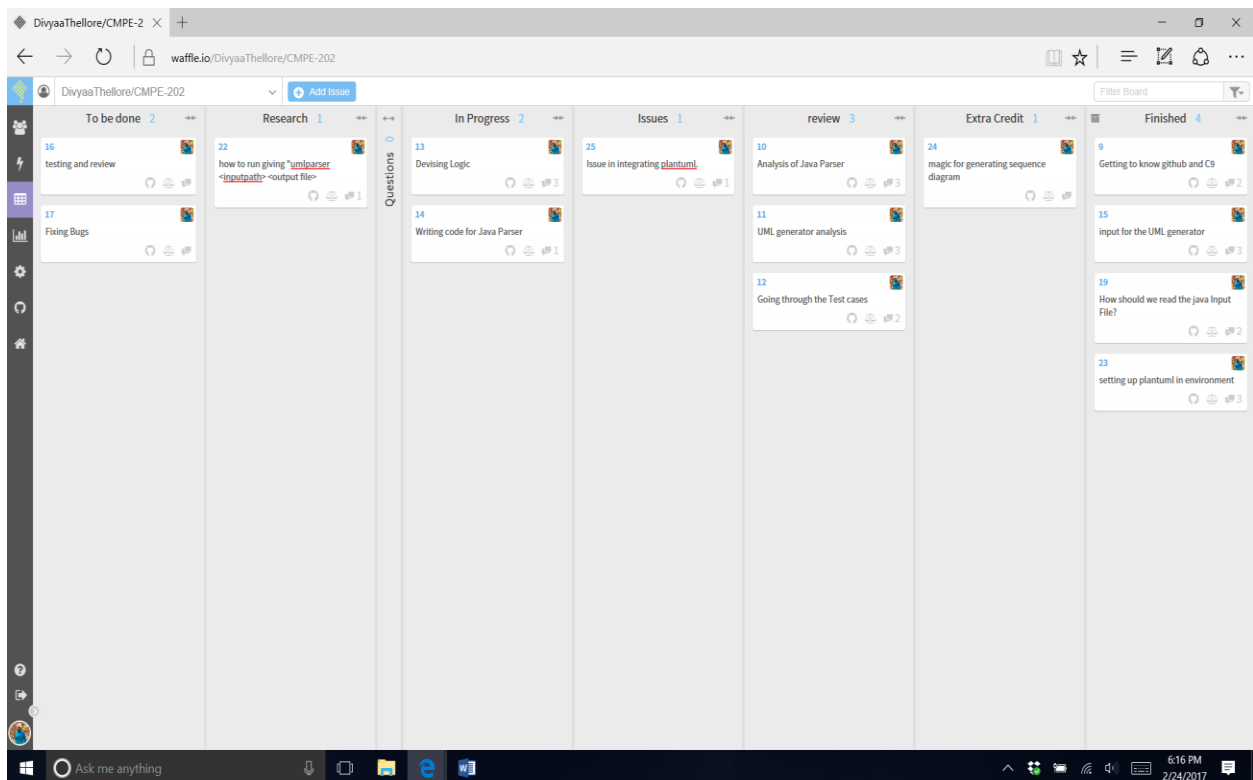 DivyaaThellore/CMPE-2
waffle.io/DivyaaThellore/CMPE-202
DivyaaThellore/CMPE-202
Add Issue
Filter Board
To be done 2
16
testing and review
17
Fixing Bugs
Research 1
22
how to run giving "umlparser
<inputpath> <output file>
1
Questions 0
In Progress 2
13
Devising Logic
3
14
Writing code for Java Parser
1
Issues 1
25
Issue in integrating plantuml.
1
review 3
10
Analysis of Java Parser
3
11
UML generator analysis
3
12
Going through the Test cases
2
Extra Credit 1
24
magic for generating sequence
diagram
Finished 4
9
Getting to know github and C9
2
15
input for the UML generator
3
19
How should we read the java Input
File?
2
23
setting up plantuml in environment
3
Ask me anything
6:16 PM
2/24/2017